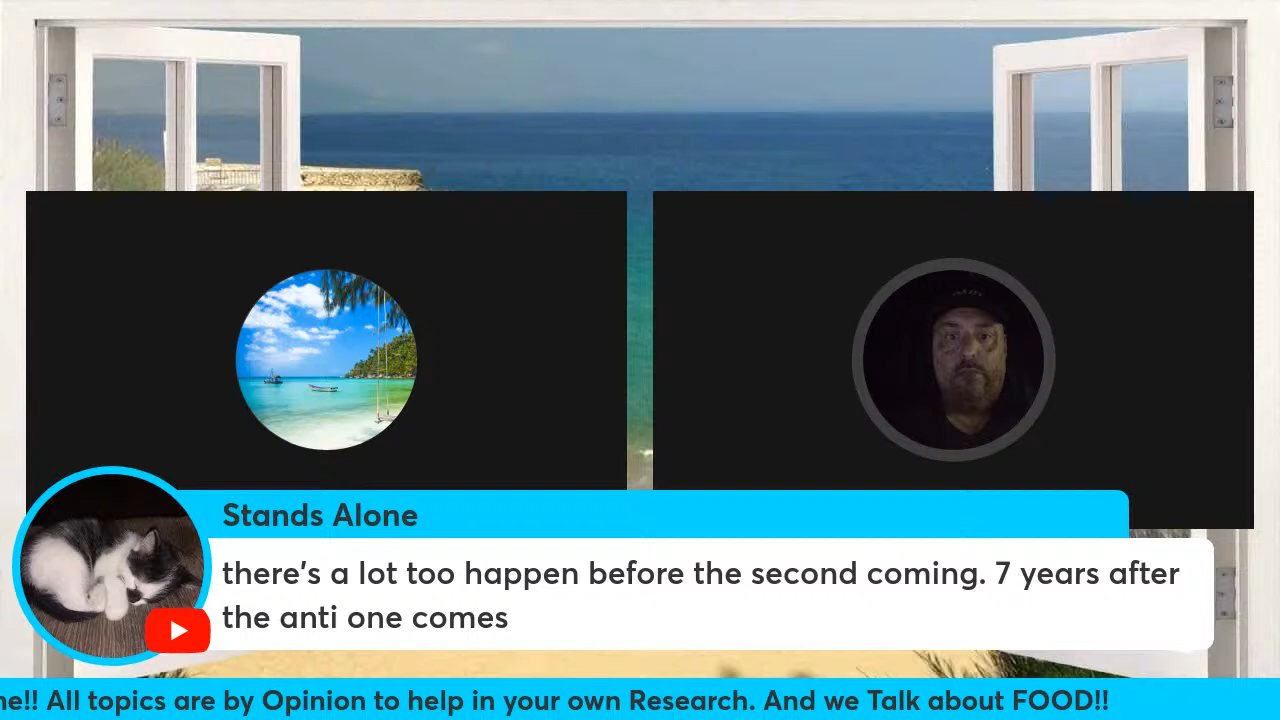 Stands Alone
there's a lot too happen before the second coming. 7 years after
the anti one comes
ne!! All topics are by Opinion to help in your own Research. And we Talk about FOOD!!